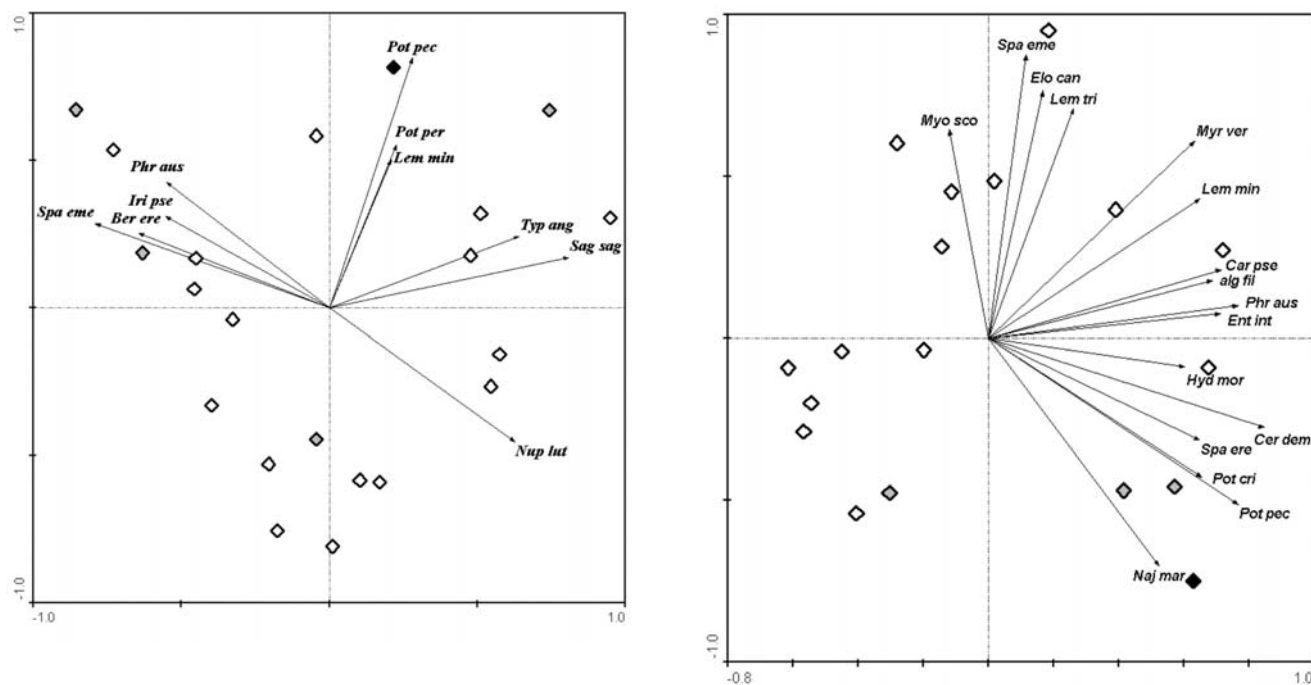 1.0
Pot pec
Pot per
Lem min
Phr aus
Iri pse
Spa eme
Ber ere
Typ ang
Sag sag
Nup lut
-1.0
-1.0
1.0
1.0
Spa eme
Elo can
Lem tri
Myo sco
Myr ver
Lem min
Car pse
alg fil
Phr aus
Ent int
Hyd mor
Cer dem
Spa ere
Pot cri
Pot pec
Naj mar
-1.0
-0.8
1.0